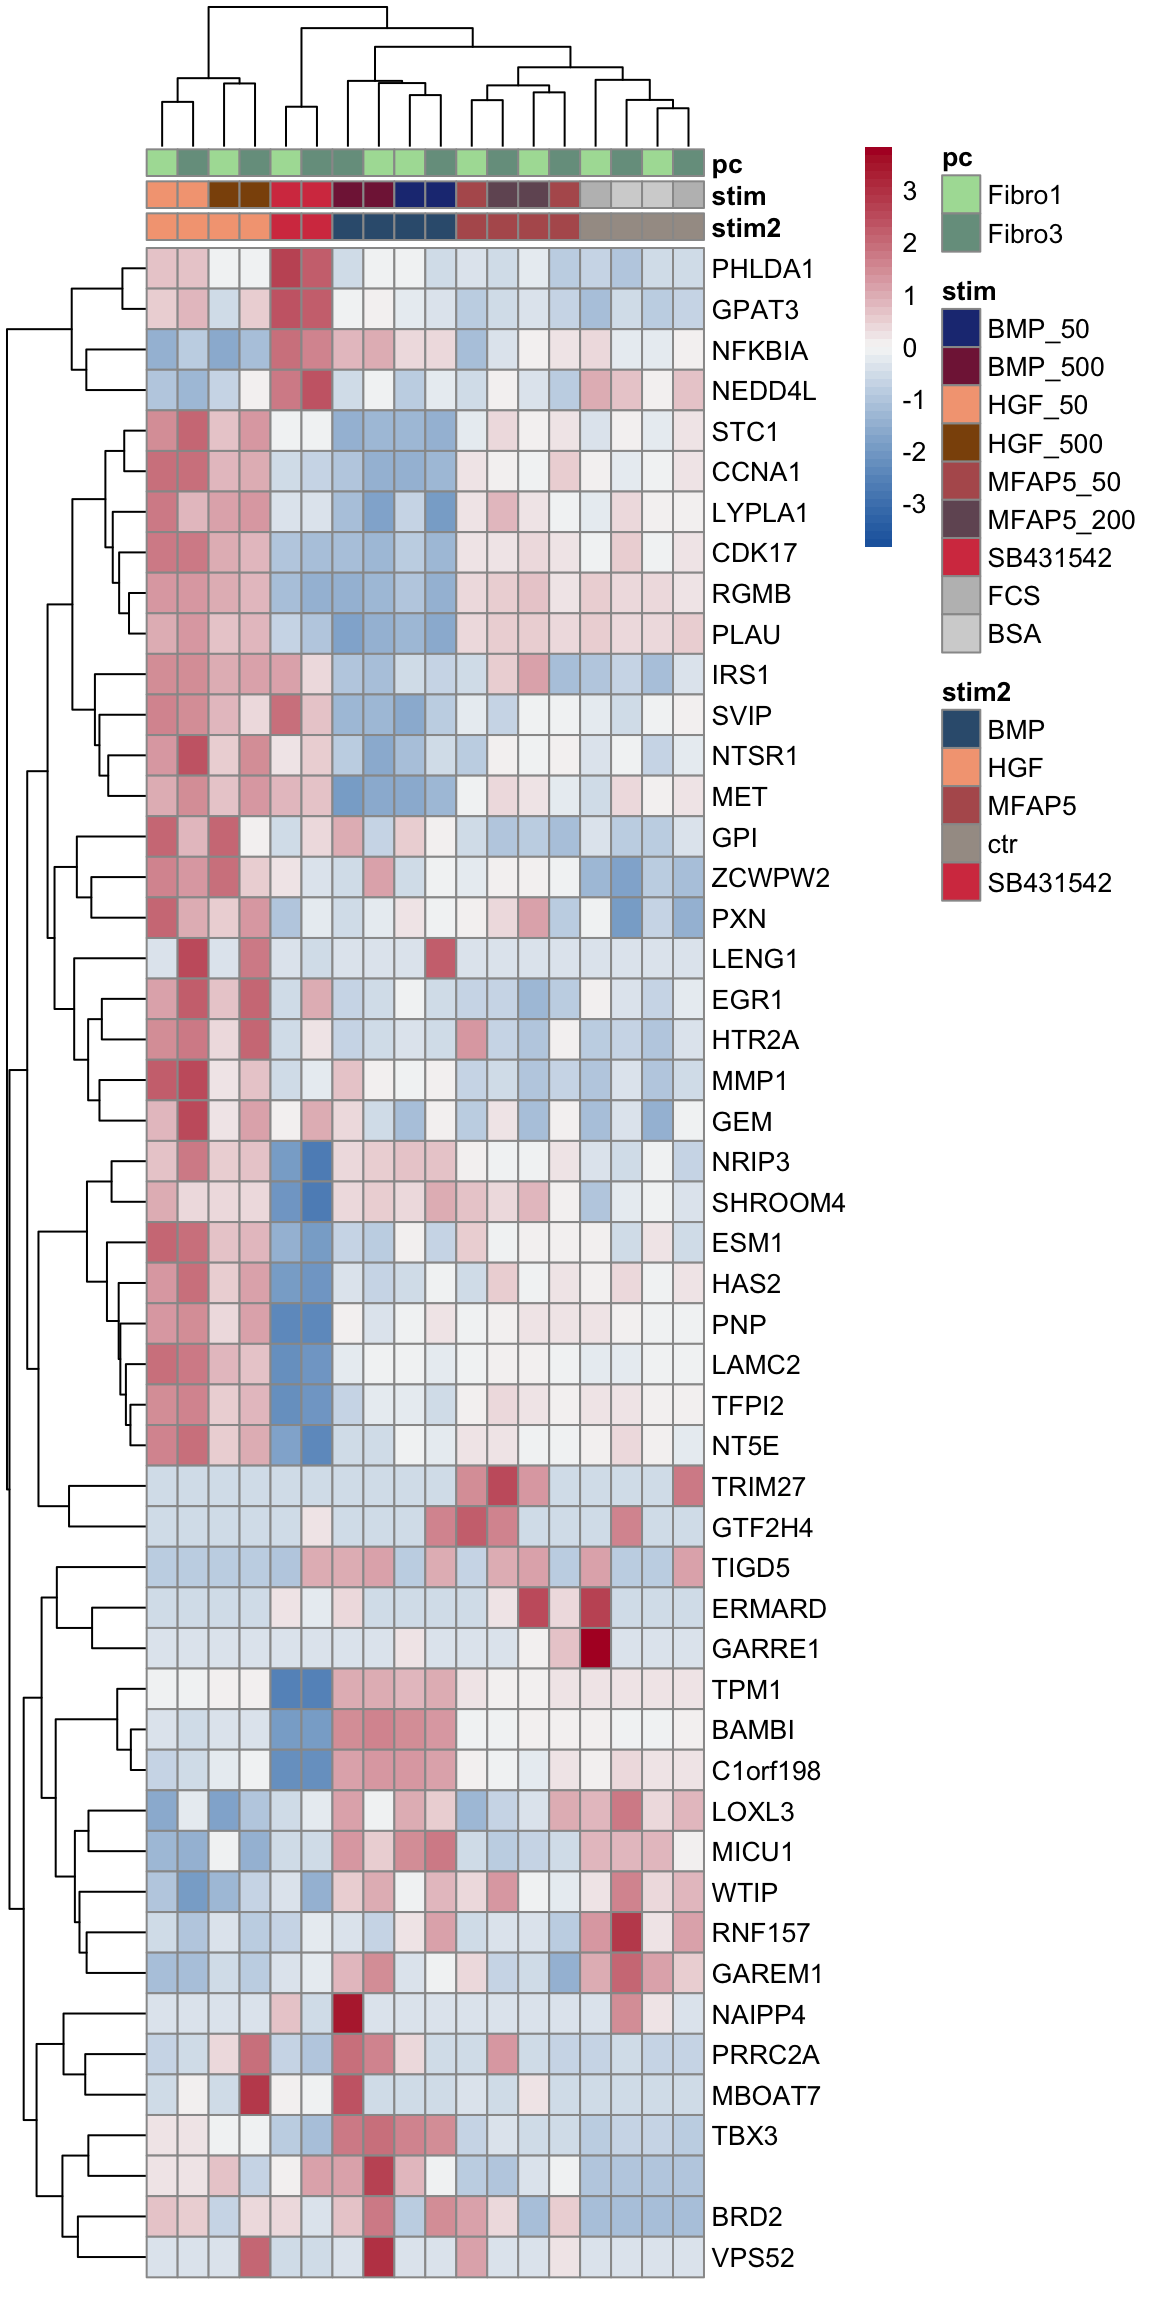 pc
stim
stim2
PHLDA1
GPAT3
NFKBIA
NEDD4L
STC1
CCNA1
LYPLA1
CDK17
RGMB
PLAU
IRS1
SVIP
NTSR1
MET
GPI
ZCWPW2
PXN
LENG1
EGR1
HTR2A
MMP1
GEM
NRIP3
SHROOM4
ESM1
HAS2
PNP
LAMC2
TFPI2
NT5E
TRIM27
GTF2H4
TIGD5
ERMARD
GARRE1
TPM1
BAMBI
C1orf198
LOXL3
MICU1
WTIP
RNF157
GAREM1
NAIPP4
PRRC2A
MBOAT7
TBX3
BRD2
VPS52
3
2
1
0
-1
-2
-3
pc
Fibro1
Fibro3
stim
BMP_50
BMP_500
HGF_50
HGF_500
MFAP5_50
MFAP5_200
SB431542
FCS
BSA
stim2
BMP
HGF
MFAP5
ctr
SB431542